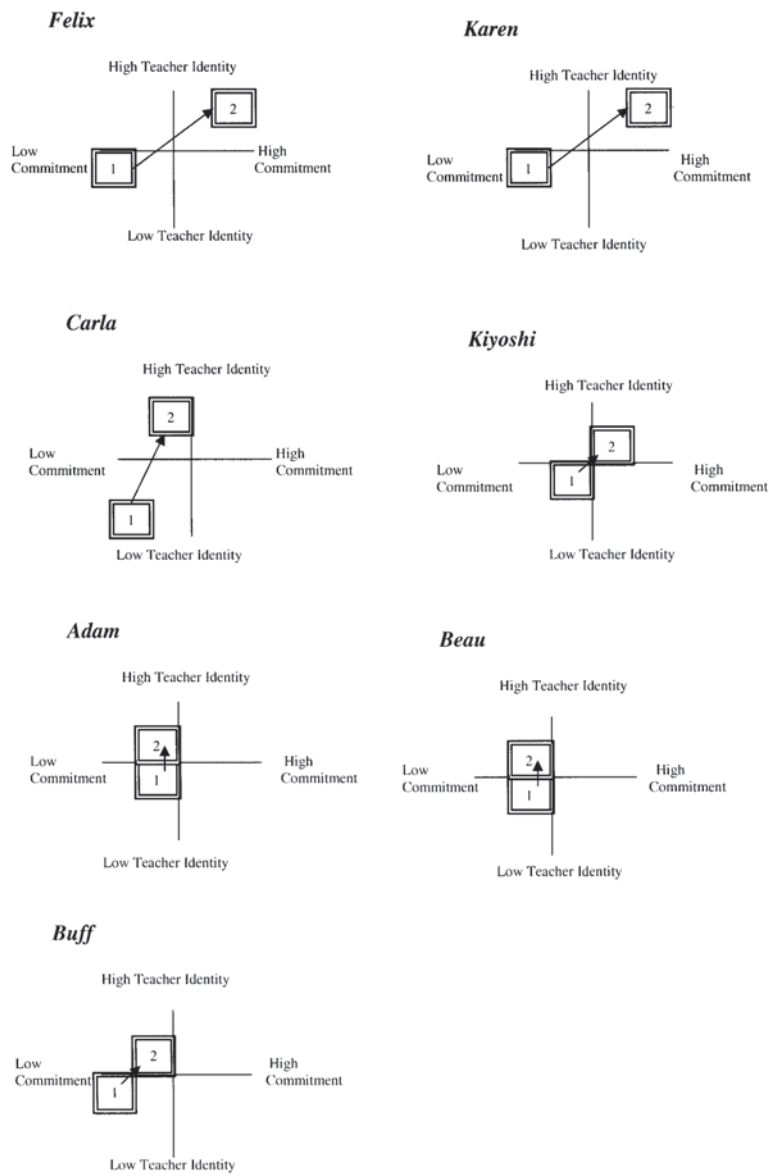 Felix
High Teacher Identity
2
Low
Commitment
1
High
Commitment
Low Teacher Identity
Karen
High Teacher Identity
2
Low
Commitment
1
High
Commitment
Low Teacher Identity
Carla
High Teacher Identity
2
Low
Commitment
High
Commitment
1
Low Teacher Identity
Kiyoshi
High Teacher Identity
2
Low
Commitment
1
High
Commitment
Low Teacher Identity
Adam
High Teacher Identity
2
Low
Commitment
1
High
Commitment
Low Teacher Identity
Beau
High Teacher Identity
2
Low
Commitment
1
High
Commitment
Low Teacher Identity
Buff
High Teacher Identity
2
Low
Commitment
1
High
Commitment
Low Teacher Identity